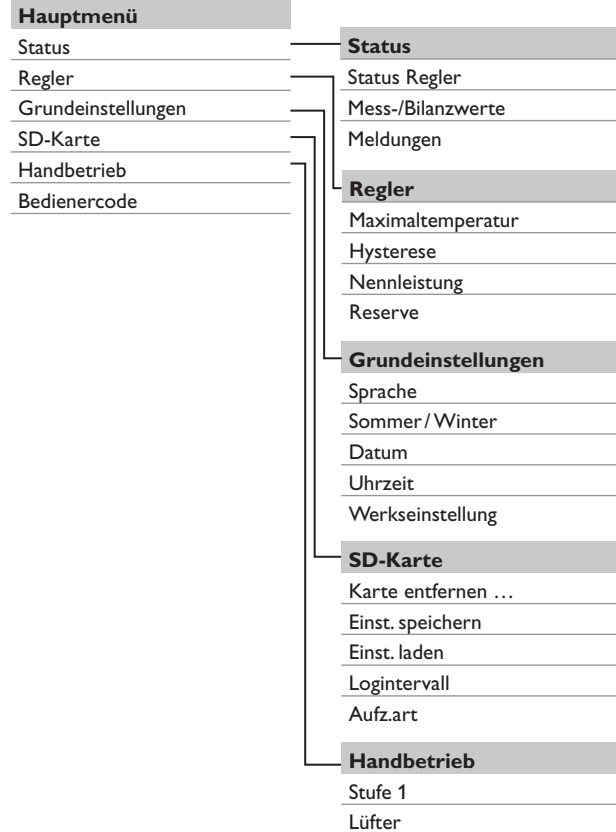 Hauptmenü
Status
Regler
Grundeinstellungen
SD-Karte
Handbetrieb
Bedienercode
Status
Status Regler
Mess-/Bilanzwerte
Meldungen
Regler
Maximaltemperatur
Hysterese
Nennleistung
Reserve
Grundeinstellungen
Sprache
Sommer / Winter
Datum
Uhrzeit
Werkseinstellung
SD-Karte
Karte entfernen …
Einst. speichern
Einst. laden
Logintervall
Aufz.art
Handbetrieb
Stufe 1
Lüfter